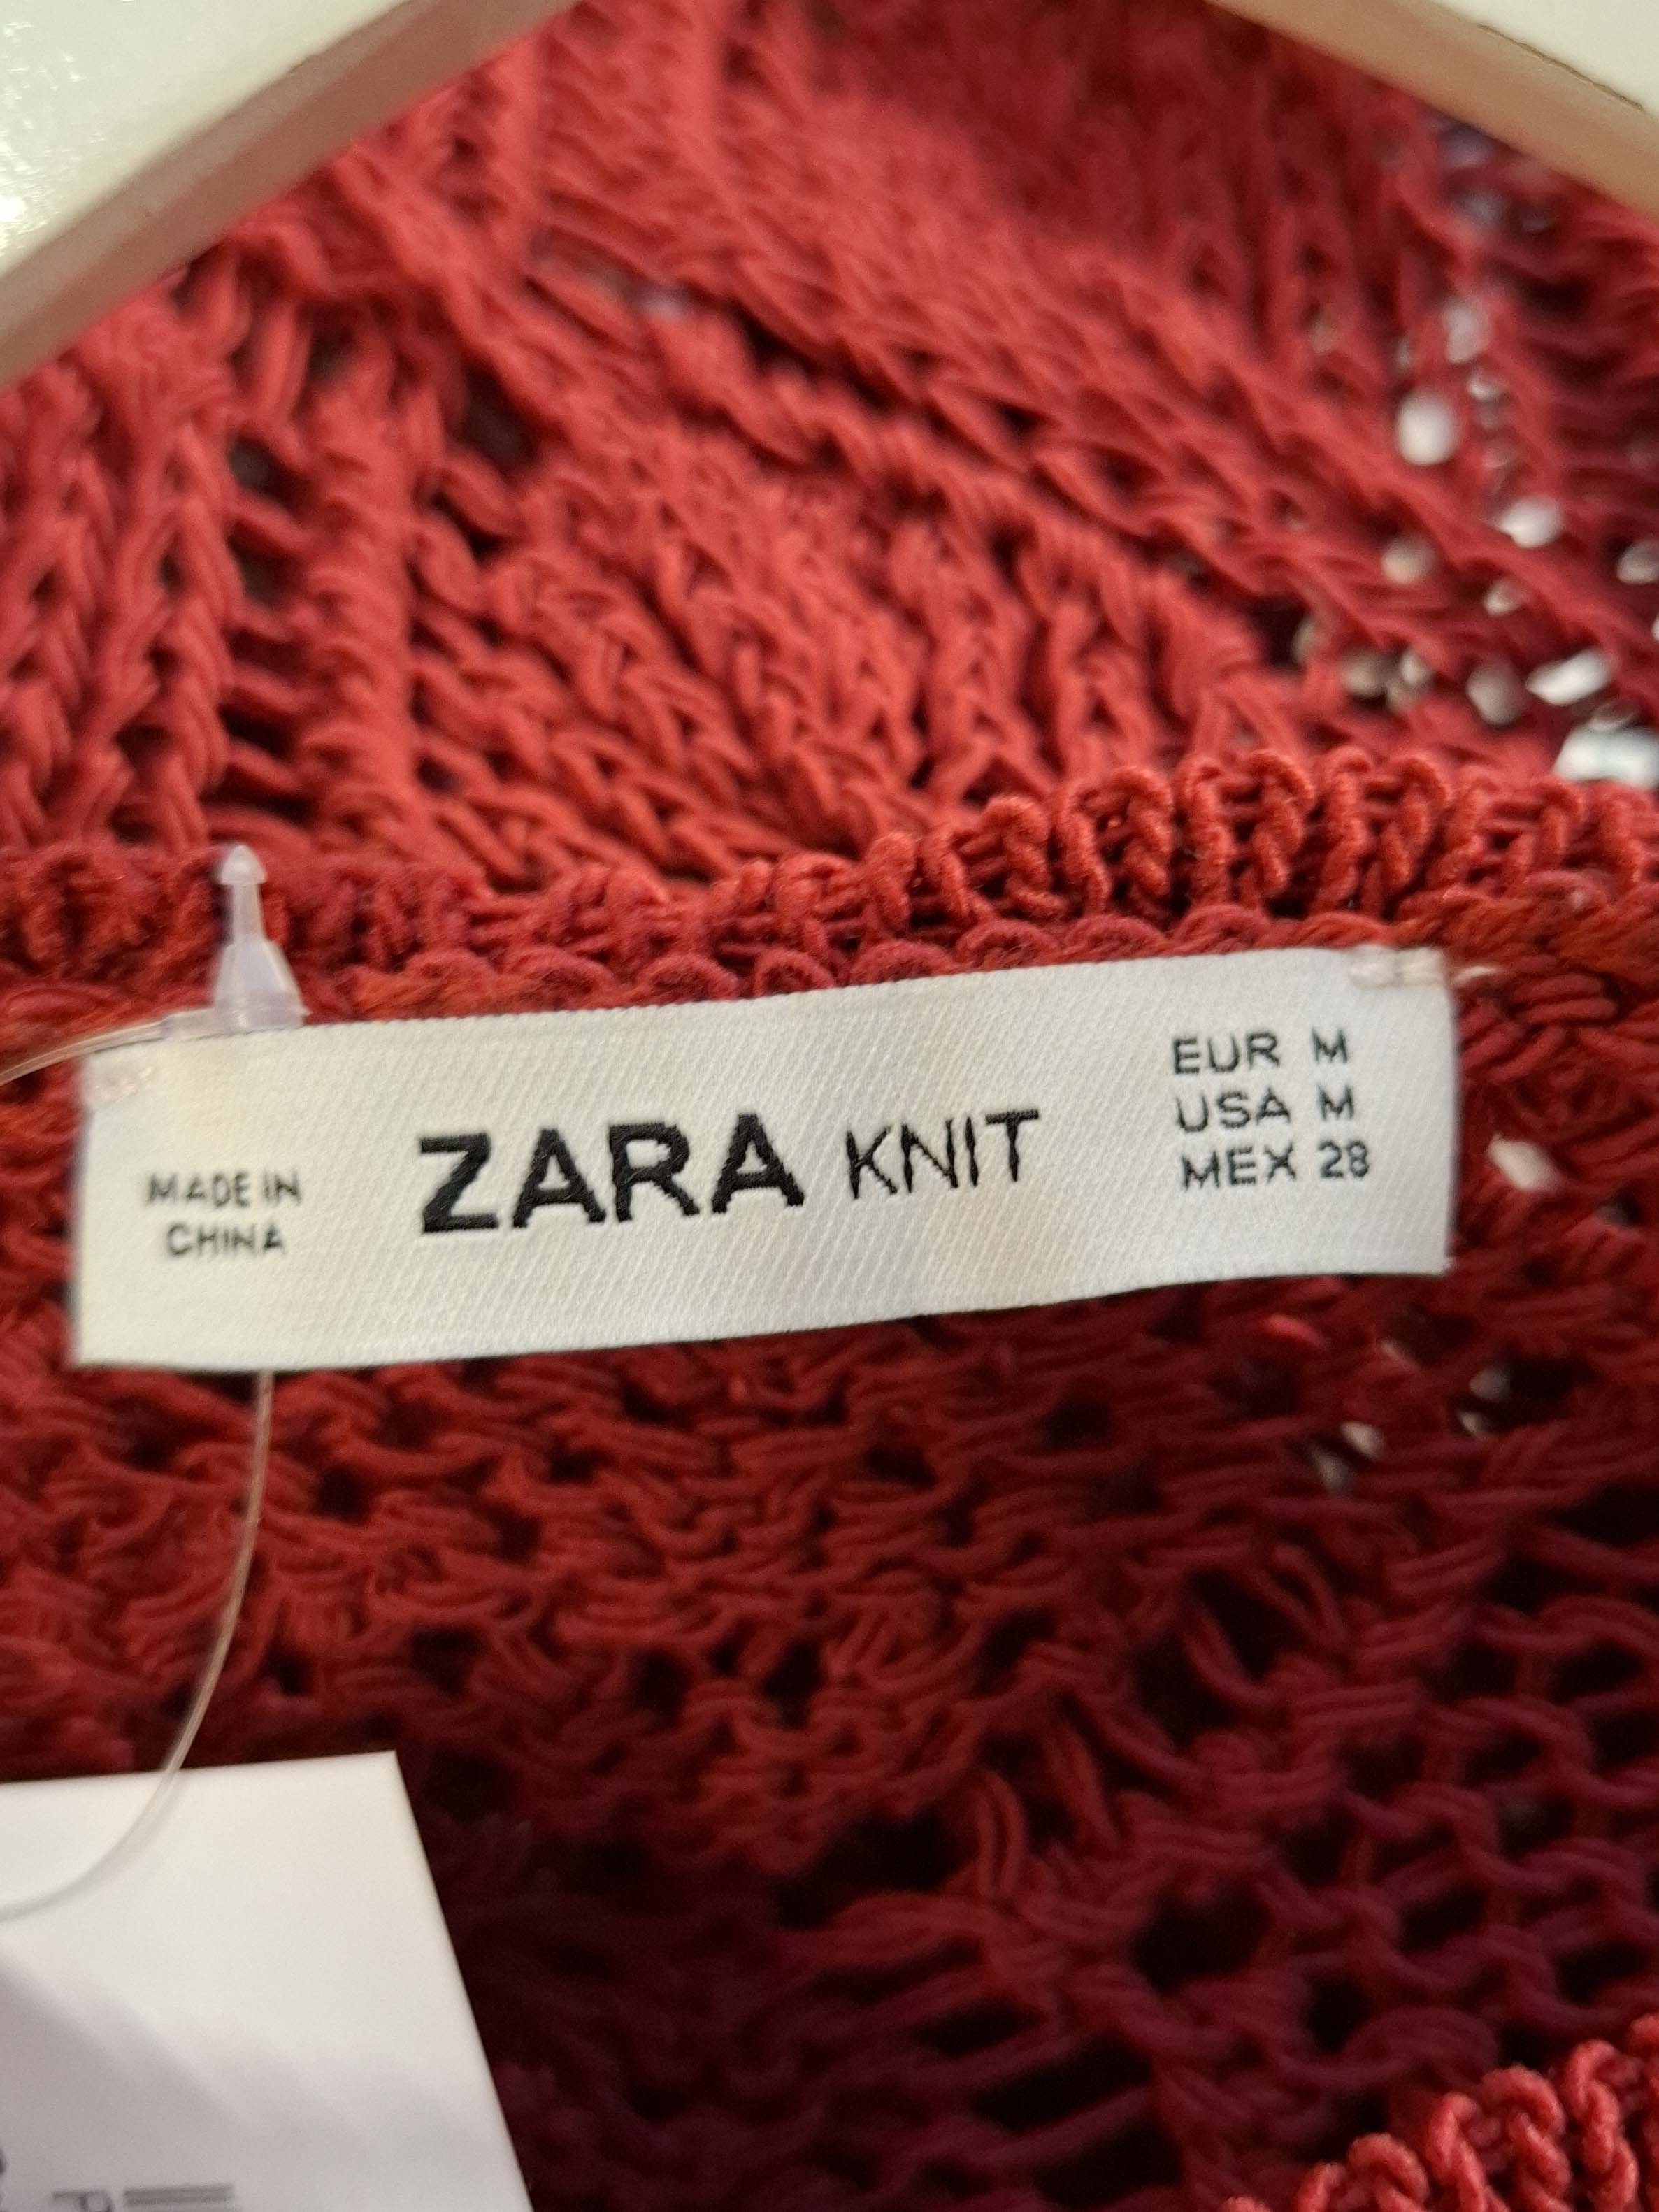 MADE IN
CHINA
ZARA KNIT
EUR M
USA M
MEX 28